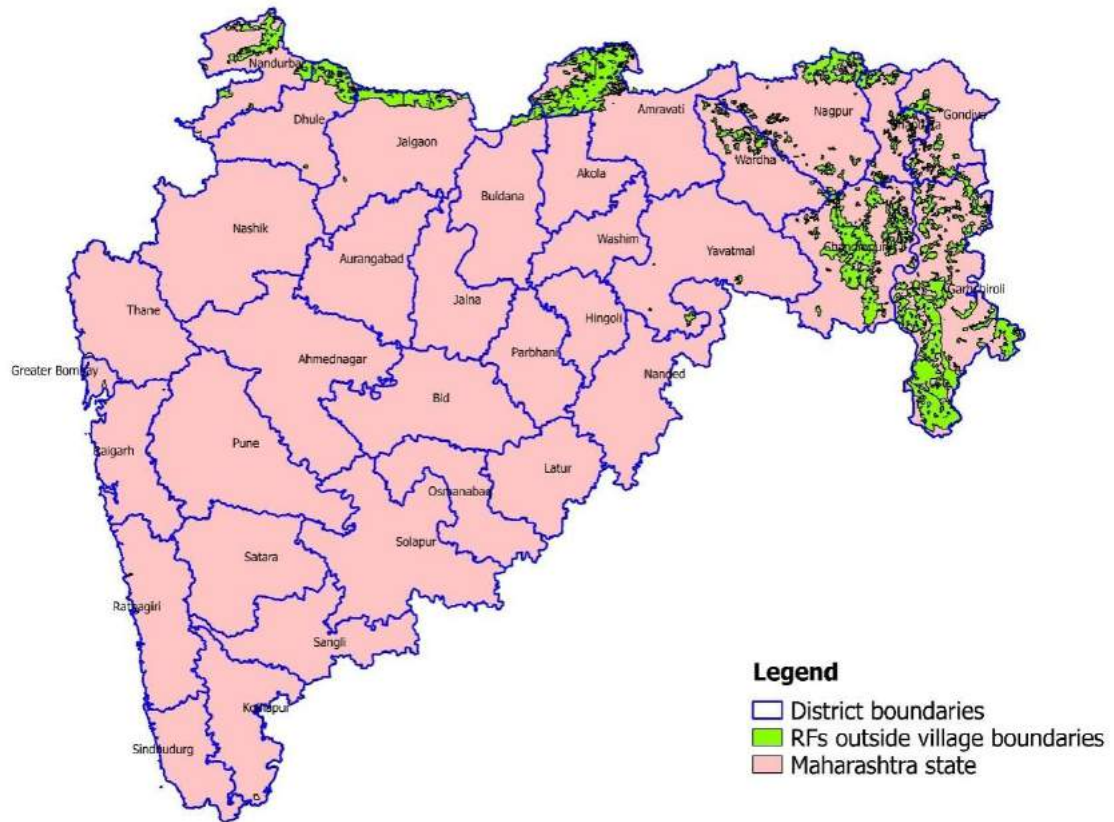 Nandurbar
Dhule
Jalgaon
Amravati
Nagpur
Gondiya
Wardha
Akola
Buldana
Nashik
Washim
Yavatmal
Aurangabad
Jalna
Thane
Hingoli
Parbhani
Ahmednagar
Greater Bombay
Nanded
Bid
Pune
Latur
Osmanabad
Solapur
Satara
Ratnagiri
Sangli
Kolhapur
Sindhudurg
Legend
District boundaries
RFs outside village boundaries
Maharashtra state